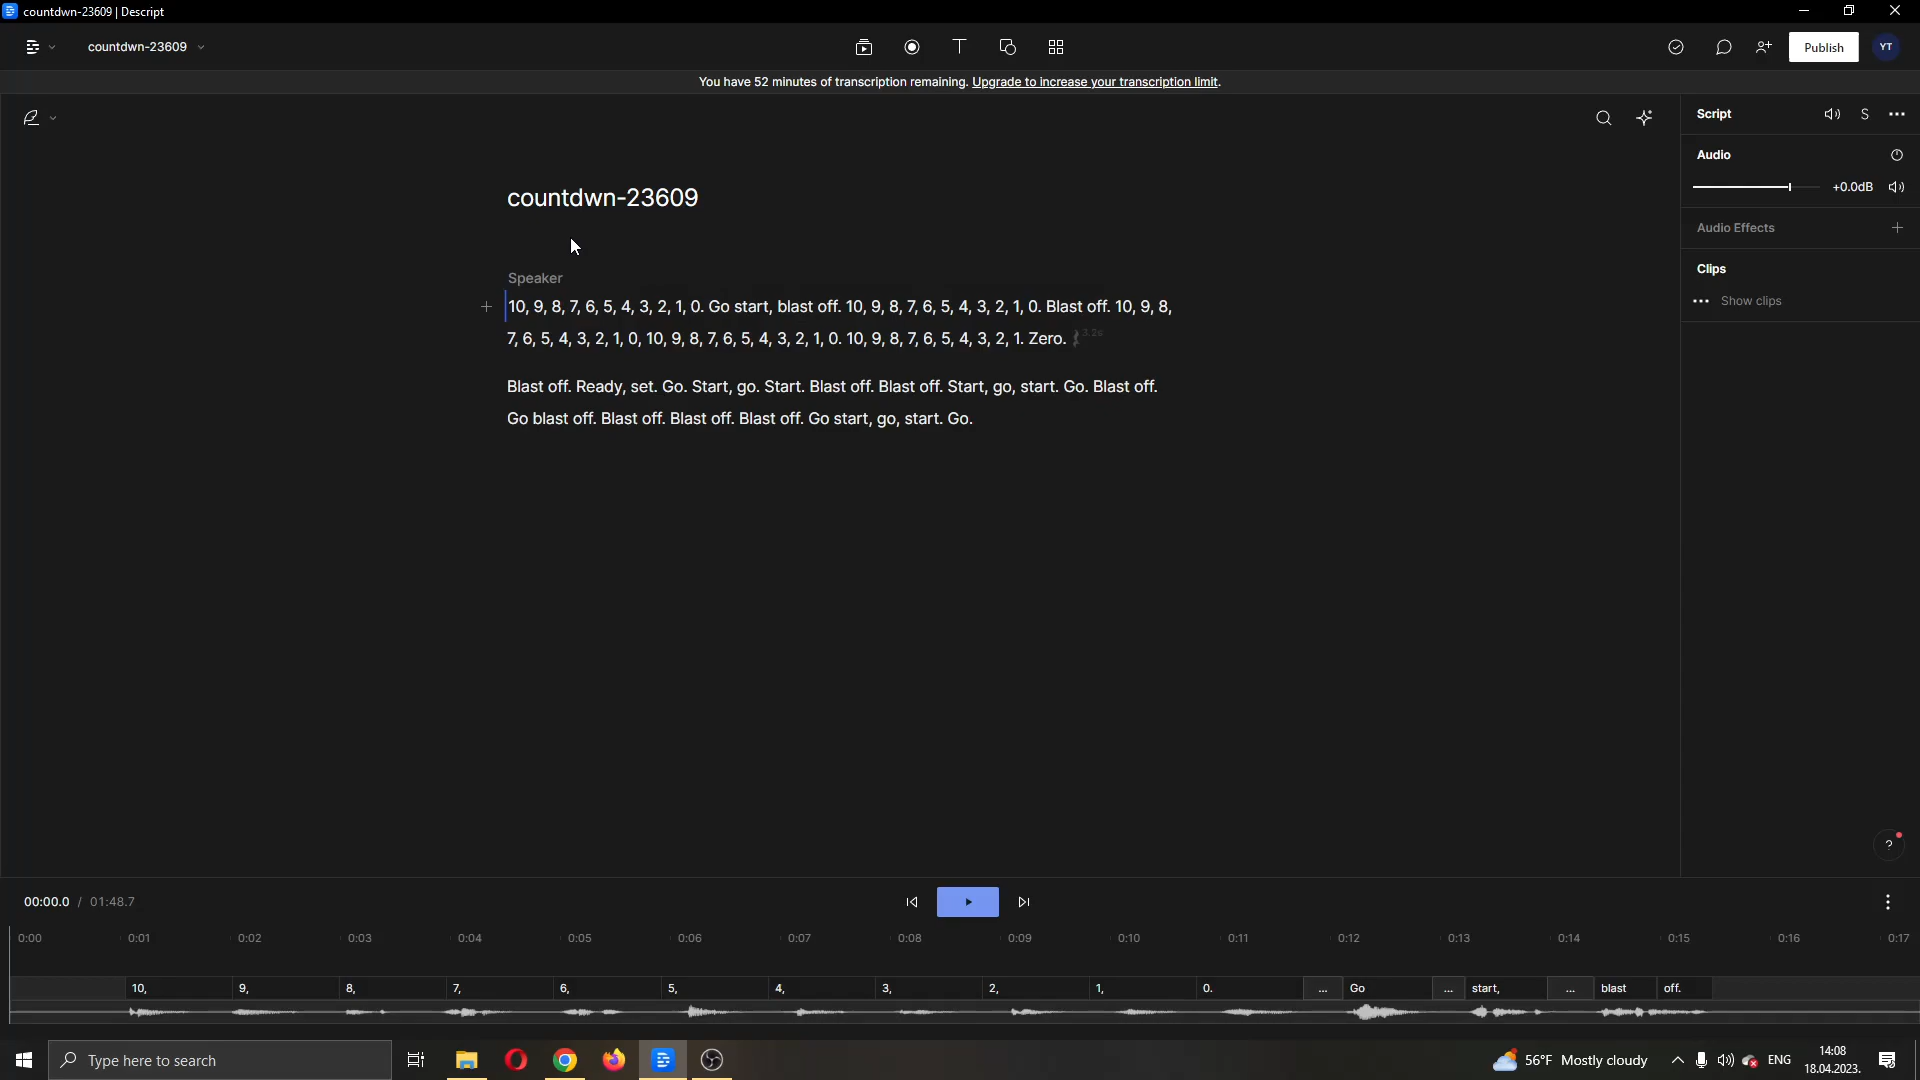 countdwn-23609 | Descript
countdwn-23609
Publish
YT
You have 52 minutes of transcription remaining. Upgrade to increase your transcription limit.
Script
S
Audio
+0.0dB
Audio Effects
Clips
Show clips
countdwn-23609
Speaker
10, 9, 8, 7, 6, 5, 4, 3, 2, 1, 0. Go start, blast off. 10, 9, 8, 7, 6, 5, 4, 3, 2, 1, 0. Blast off. 10, 9, 8,
7, 6, 5, 4, 3, 2, 1, 0, 10, 9, 8, 7, 6, 5, 4, 3, 2, 1, 0. 10, 9, 8, 7, 6, 5, 4, 3, 2, 1. Zero. 3.2s
Blast off. Ready, set. Go. Start, go. Start. Blast off. Blast off. Start, go, start. Go. Blast off.
Go blast off. Blast off. Blast off. Blast off. Go start, go, start. Go.
?
00:00.0 / 01:48.7
0:00 0:01 0:02 0:03 0:04 0:05 0:06 0:07 0:08 0:09 0:10 0:11 0:12 0:13 0:14 0:15 0:16 0:17
10, 9, 8, 7, 6, 5, 4, 3, 2, 1, 0. ... Go ... start, ... blast off.
Type here to search
56°F Mostly cloudy
ENG
14:08
18.04.2023.